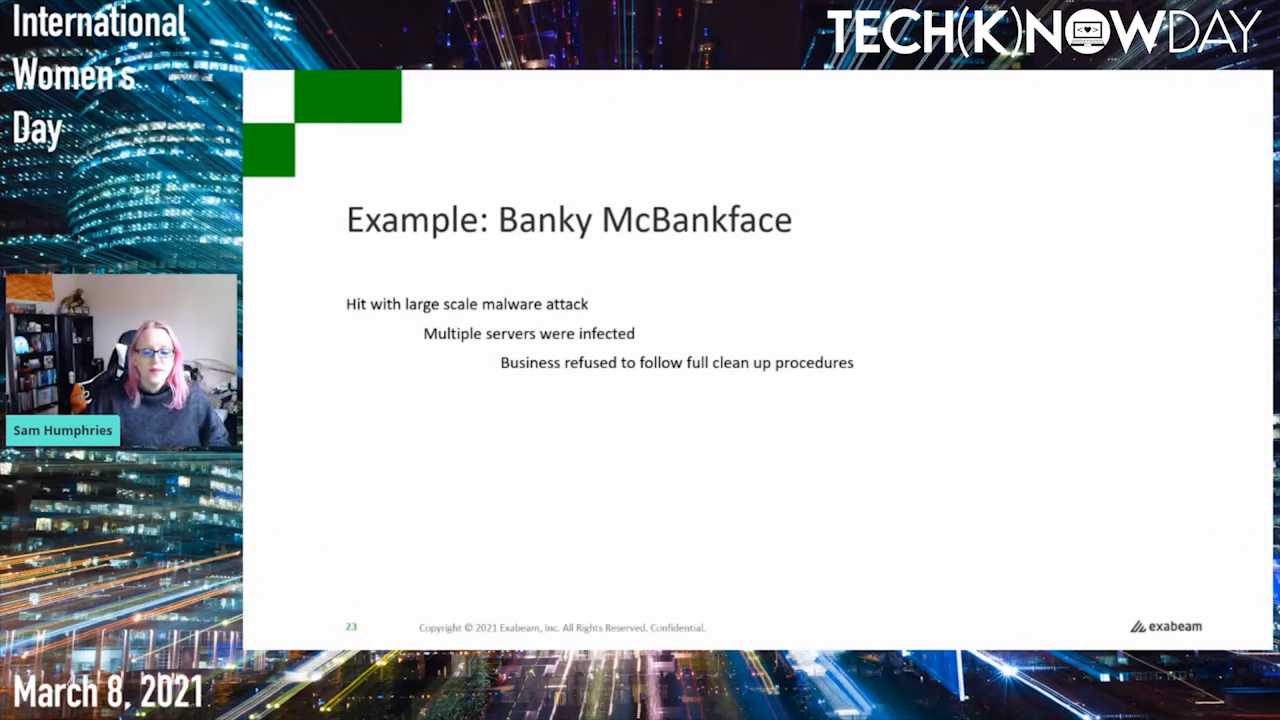 International
Women's
Day
TECH(K)NOWDAY
Example: Banky McBankface
Hit with large scale malware attack
Multiple servers were infected
Business refused to follow full clean up procedures
Sam Humphries
23
Copyright © 2021 Exabeam, Inc. All Rights Reserved. Confidential.
exabeam
March 8, 2021